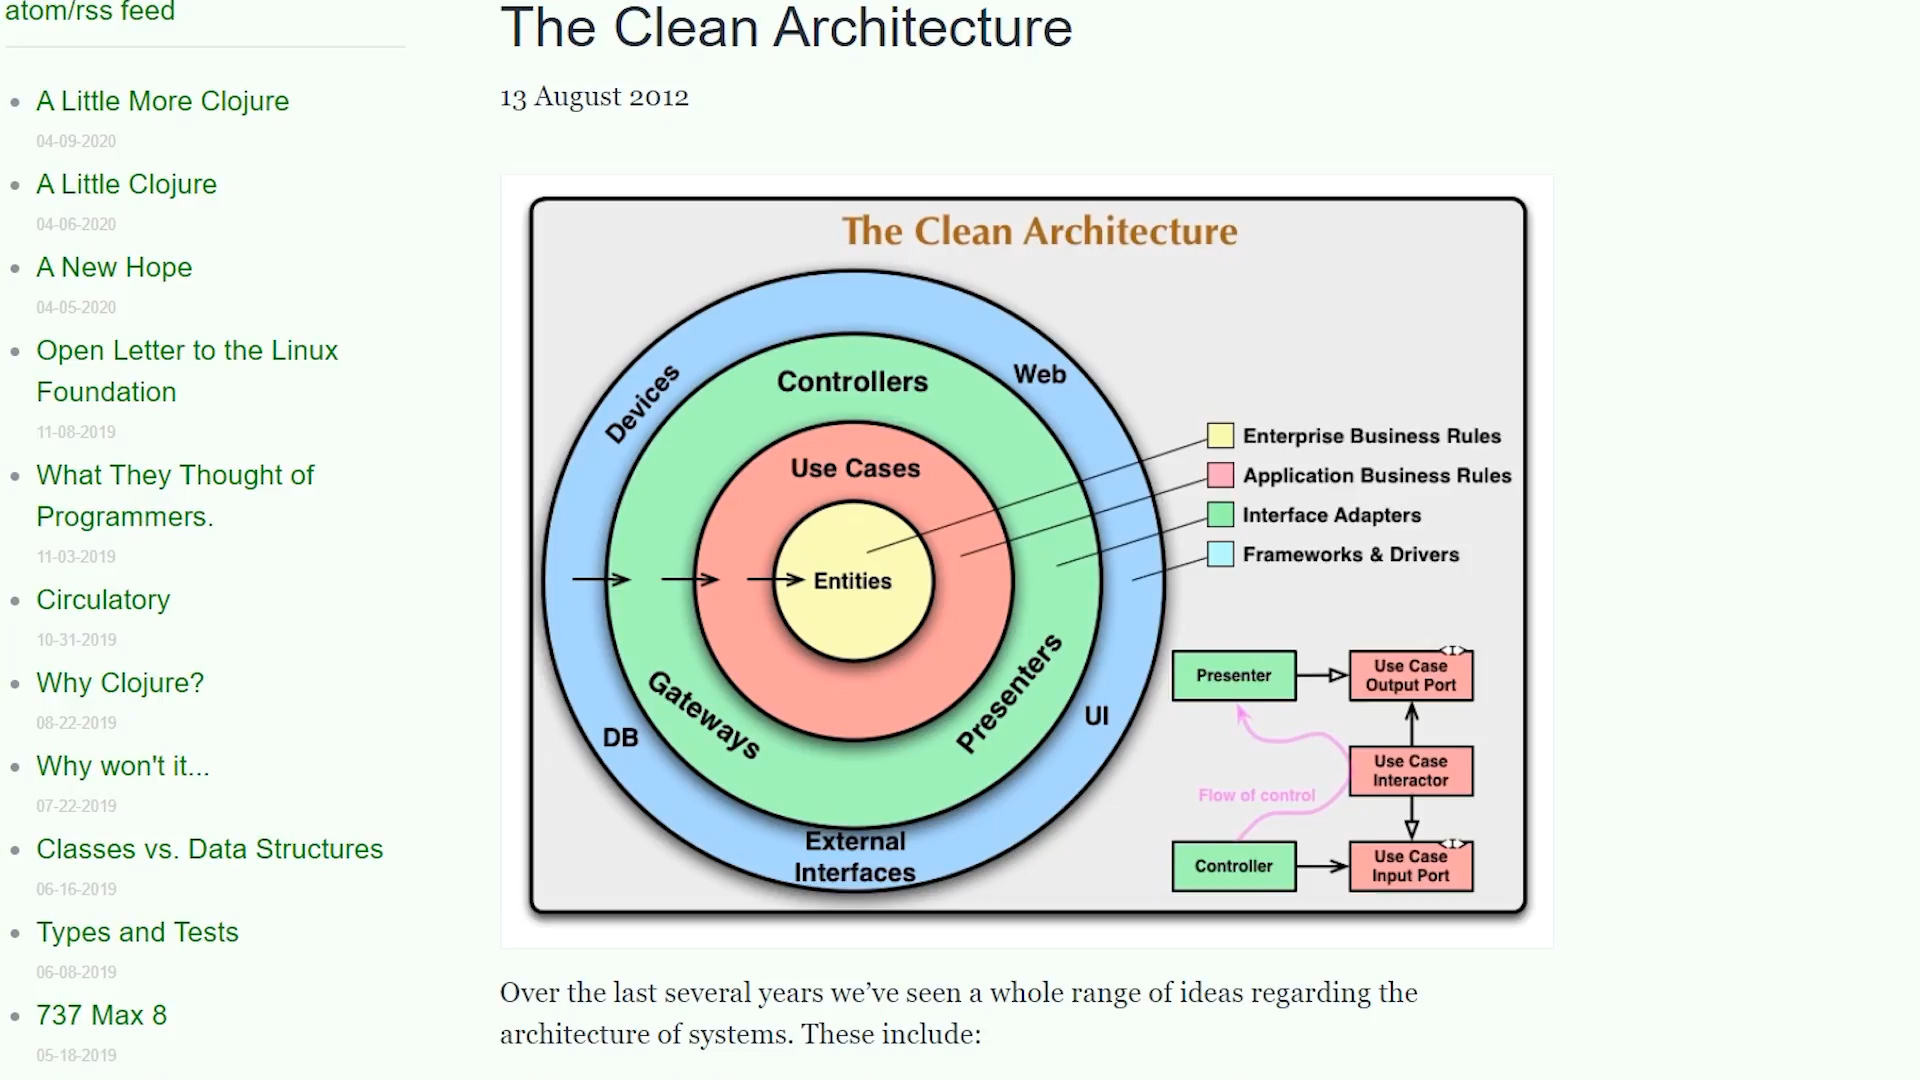 atom/rss feed
A Little More Clojure
04-09-2020
A Little Clojure
04-06-2020
A New Hope
04-05-2020
Open Letter to the Linux
Foundation
11-08-2019
What They Thought of
Programmers.
11-03-2019
Circulatory
10-31-2019
Why Clojure?
08-22-2019
Why won't it...
07-22-2019
Classes vs. Data Structures
06-16-2019
Types and Tests
06-08-2019
737 Max 8
05-18-2019
The Clean Architecture
13 August 2012
The Clean Architecture
Devices
Web
Controllers
Use Cases
Entities
Gateways
Presenters
DB
UI
External
Interfaces
Enterprise Business Rules
Application Business Rules
Interface Adapters
Frameworks & Drivers
Presenter
<I>
Use Case
Output Port
Use Case
Interactor
Flow of control
Controller
<I>
Use Case
Input Port
Over the last several years we’ve seen a whole range of ideas regarding the
architecture of systems. These include: